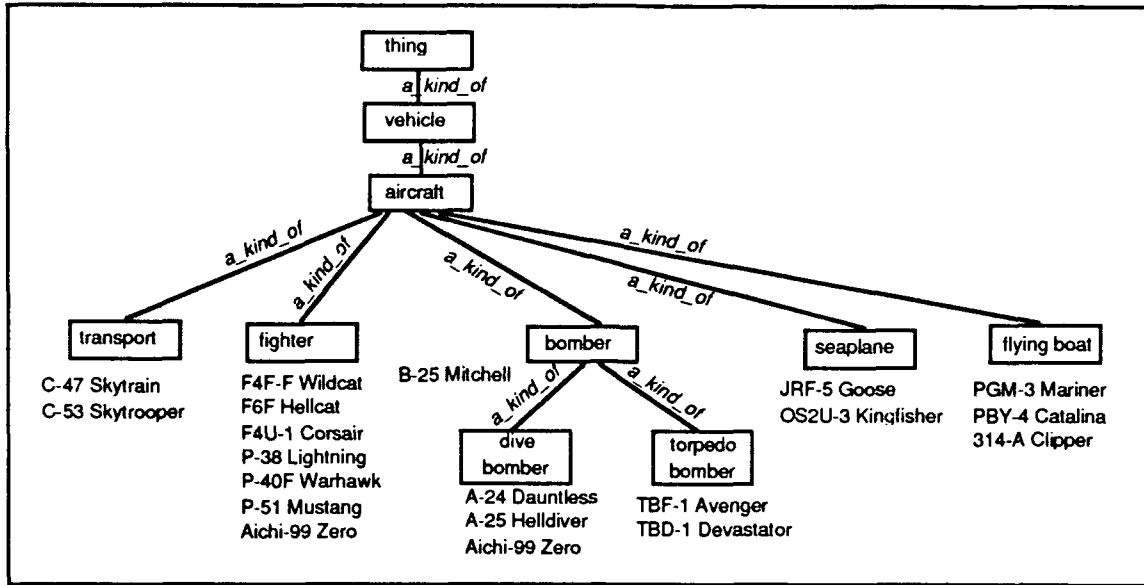 thing
a_kind_of
vehicle
a_kind_of
aircraft
a_kind_of
a_kind_of
a_kind_of
a_kind_of
a_kind_of
transport
C-47 Skytrain
C-53 Skytrooper
fighter
F4F-F Wildcat
F6F Hellcat
F4U-1 Corsair
P-38 Lightning
P-40F Warhawk
P-51 Mustang
Aichi-99 Zero
bomber
B-25 Mitchell
a_kind_of
a_kind_of
dive
bomber
A-24 Dauntless
A-25 Helldiver
Aichi-99 Zero
torpedo
bomber
TBF-1 Avenger
TBD-1 Devastator
seaplane
JRF-5 Goose
OS2U-3 Kingfisher
flying boat
PGM-3 Mariner
PBY-4 Catalina
314-A Clipper